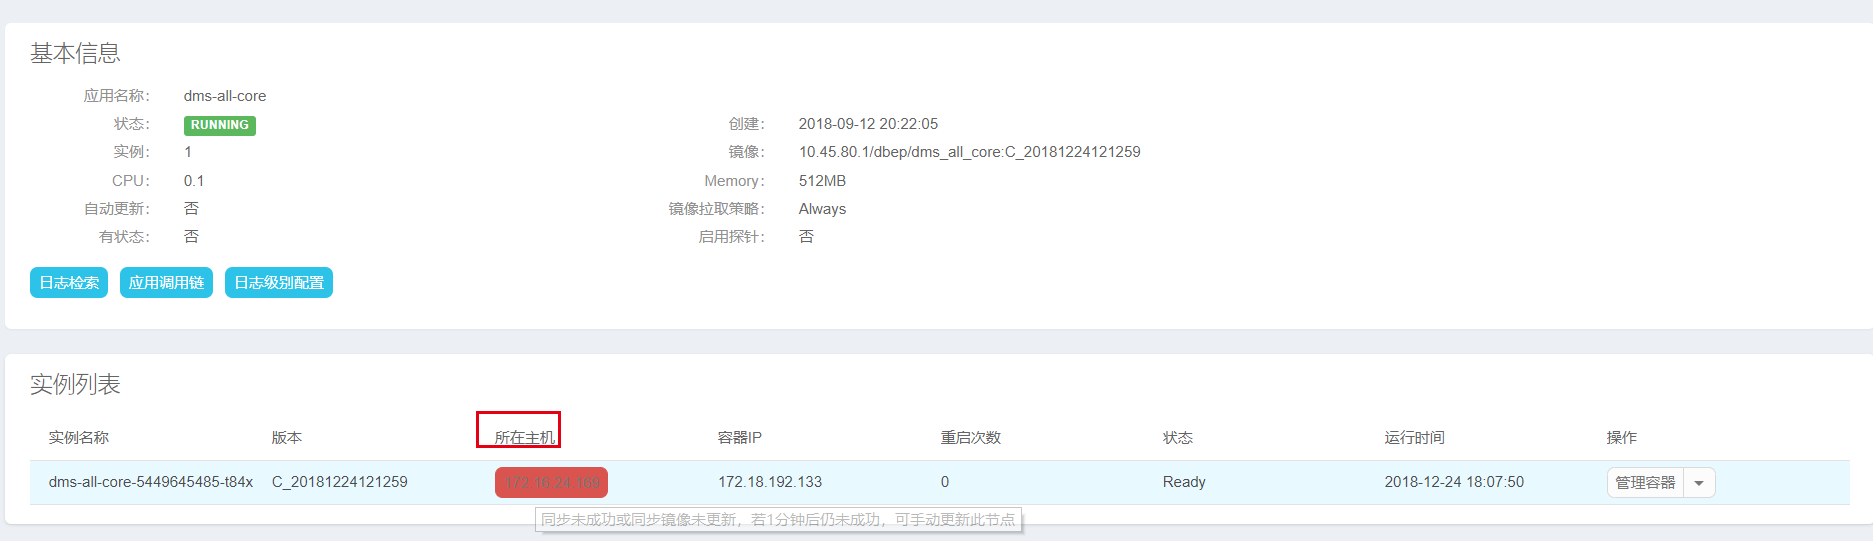 基本信息
应用名称: dms-all-core
状态: RUNNING 创建: 2018-09-12 20:22:05
实例: 1 镜像: 10.45.80.1/dbep/dms_all_core:C_20181224121259
CPU: 0.1 Memory: 512MB
自动更新: 否 镜像拉取策略: Always
有状态: 否 启用探针: 否
日志检索 应用调用链 日志级别配置
实例列表
实例名称 版本 所在主机 容器IP 重启次数 状态 运行时间 操作
dms-all-core-5449645485-t84x C_20181224121259 172.16.24.169 172.18.192.133 0 Ready 2018-12-24 18:07:50 管理容器
同步未成功或同步镜像未更新，若1分钟后仍未成功，可手动更新此节点